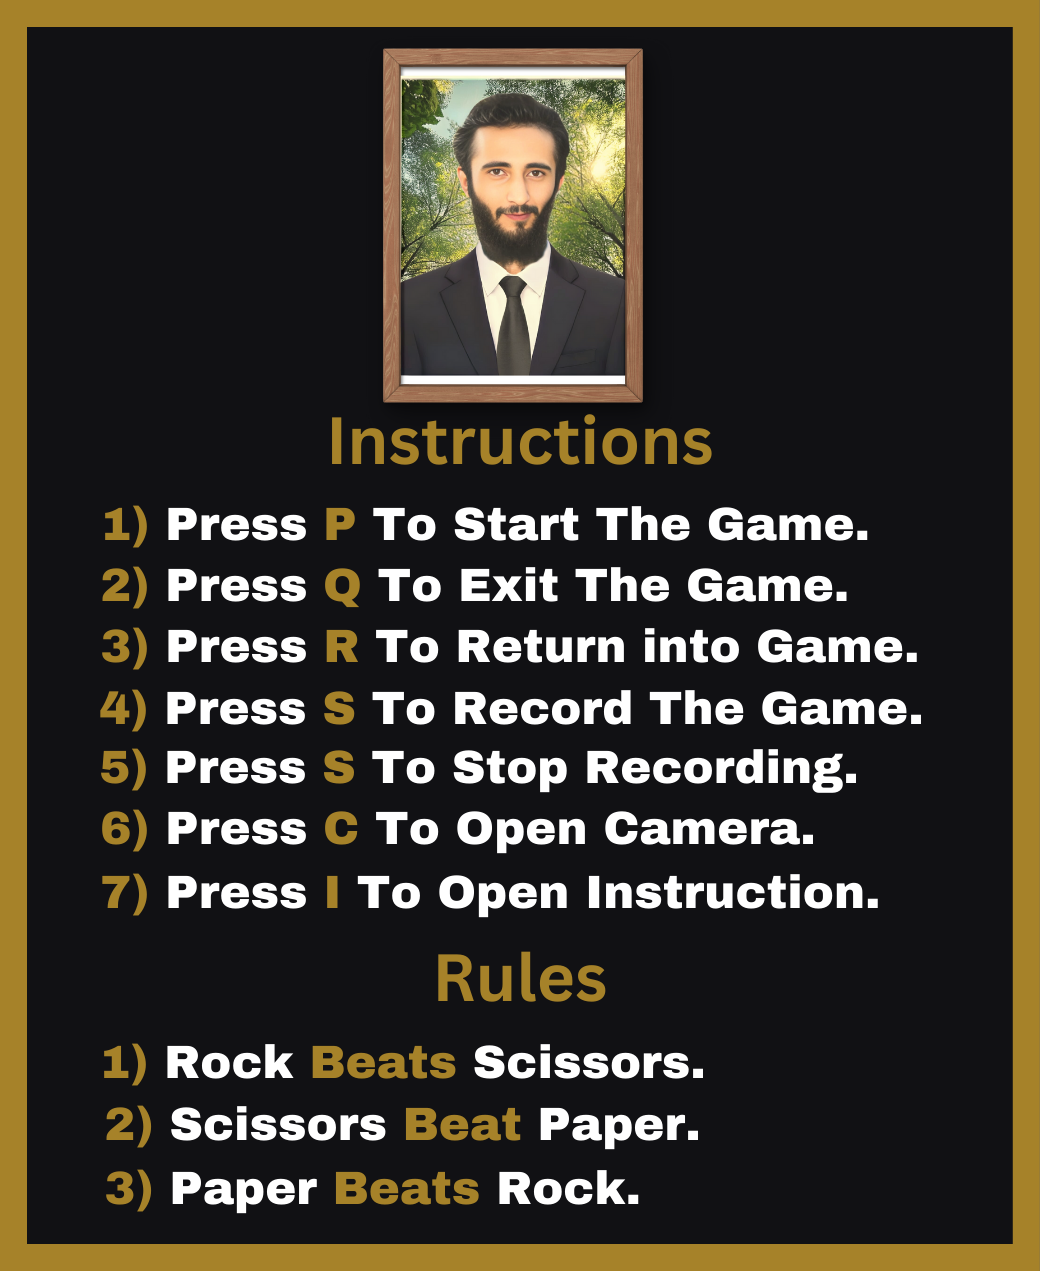 Instructions
1) Press P To Start The Game.
2) Press Q To Exit The Game.
3) Press R To Return into Game.
4) Press S To Record The Game.
5) Press S To Stop Recording.
6) Press C To Open Camera.
7) Press I To Open Instruction.
Rules
1) Rock Beats Scissors.
2) Scissors Beat Paper.
3) Paper Beats Rock.